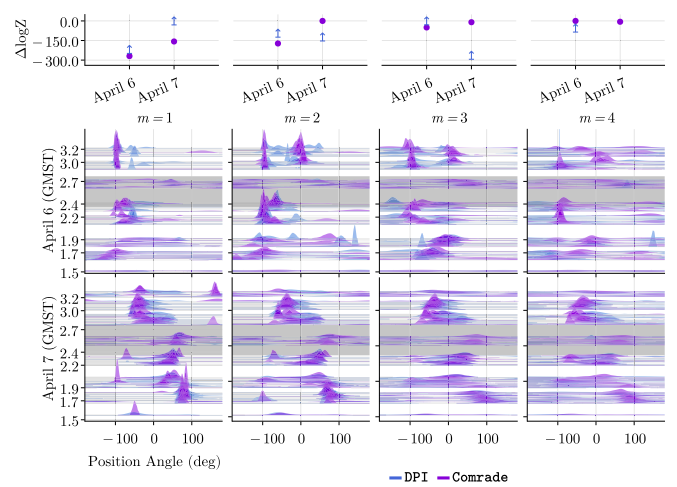 ΔlogZ
0.0
−150.0
−300.0
April 6 April 7 April 6 April 7 April 6 April 7 April 6 April 7
m = 1 m = 2 m = 3 m = 4
April 6 (GMST)
3.2
3.0
2.7
2.4
2.2
1.9
1.7
1.5
April 7 (GMST)
3.2
3.0
2.7
2.4
2.2
1.9
1.7
1.5
−100 0 100 −100 0 100 −100 0 100 −100 0 100
Position Angle (deg)
DPI Comrade